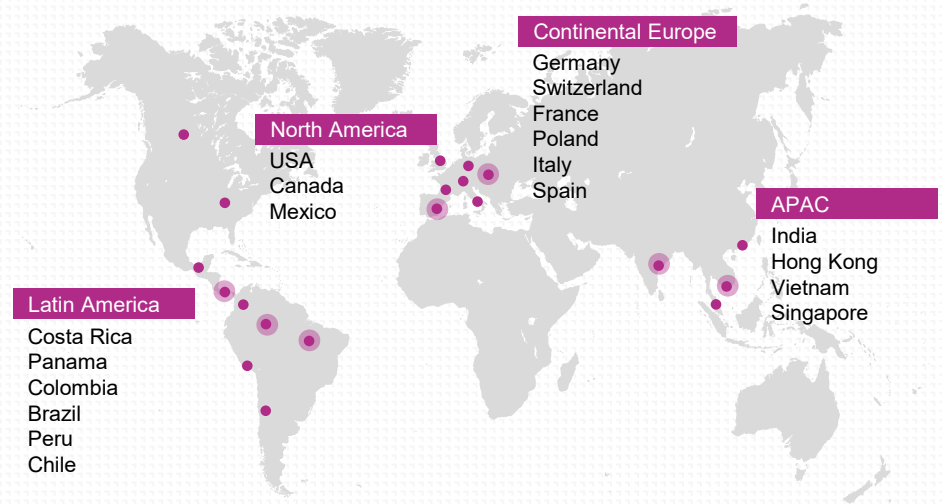 Continental Europe
Germany
Switzerland
France
Poland
Italy
Spain
North America
USA
Canada
Mexico
APAC
India
Hong Kong
Vietnam
Singapore
Latin America
Costa Rica
Panama
Colombia
Brazil
Peru
Chile